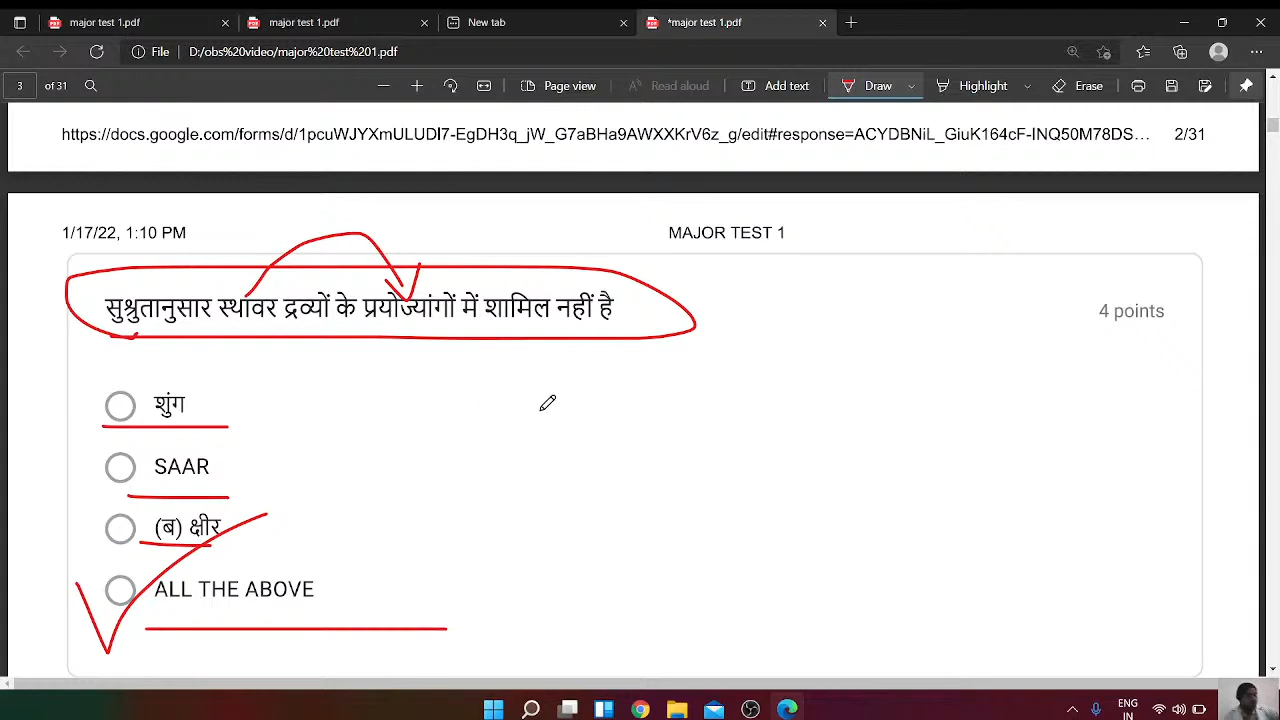 major test 1.pdf
major test 1.pdf
New tab
*major test 1.pdf
File D:/obs%20video/major%20test%201.pdf
3 of 31
Page view
Read aloud
Add text
Draw
Highlight
Erase
https://docs.google.com/forms/d/1pcuWJYXmULUDl7-EgDH3q_jW_G7aBHa9AWXXKrV6z_g/edit#response=ACYDBNiL_GiuK164cF-INQ50M78DS… 2/31
1/17/22, 1:10 PM MAJOR TEST 1
सुश्रुतानुसार स्थावर द्रव्यों के प्रयोज्यांगों में शामिल नहीं है 4 points
शुंग
SAAR
(ब) क्षीर
ALL THE ABOVE
ENG
IN